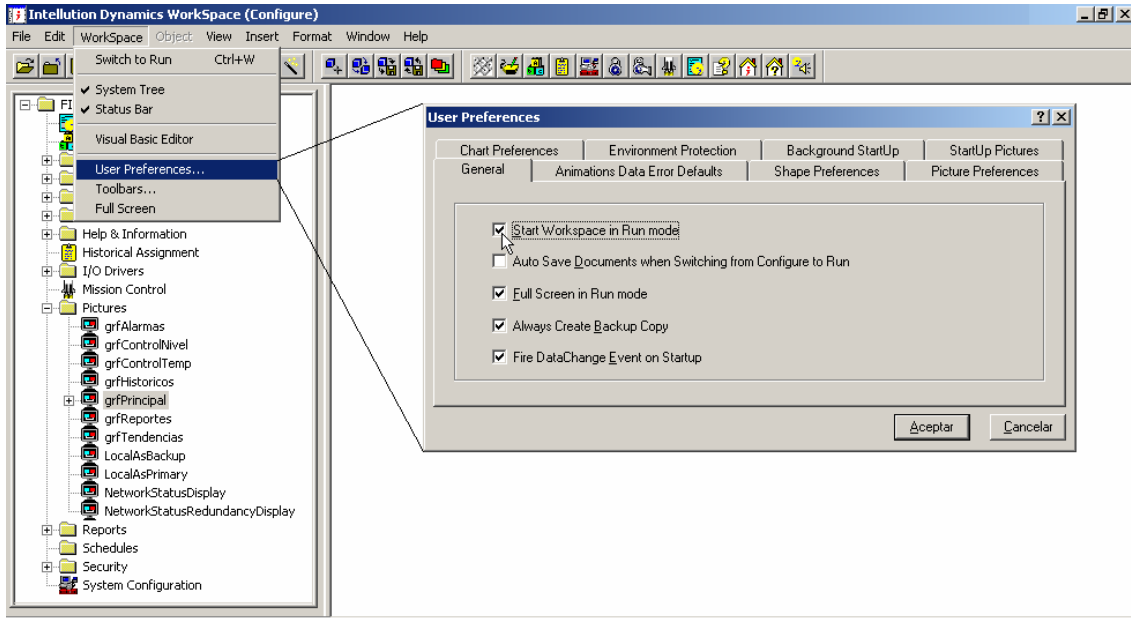 Intellution Dynamics WorkSpace (Configure)
File Edit WorkSpace Object View Insert Format Window Help
Switch to Run Ctrl+W
System Tree
Status Bar
Visual Basic Editor
User Preferences...
Toolbars...
Full Screen
FI
Help & Information
Historical Assignment
I/O Drivers
Mission Control
Pictures
grfAlarmas
grfControlNivel
grfControlTemp
grfHistoricos
grfPrincipal
grfReportes
grfTendencias
LocalAsBackup
LocalAsPrimary
NetworkStatusDisplay
NetworkStatusRedundancyDisplay
Reports
Schedules
Security
System Configuration
User Preferences
Chart Preferences Environment Protection Background StartUp StartUp Pictures
General Animations Data Error Defaults Shape Preferences Picture Preferences
Start Workspace in Run mode
Auto Save Documents when Switching from Configure to Run
Full Screen in Run mode
Always Create Backup Copy
Fire DataChange Event on Startup
Aceptar Cancelar